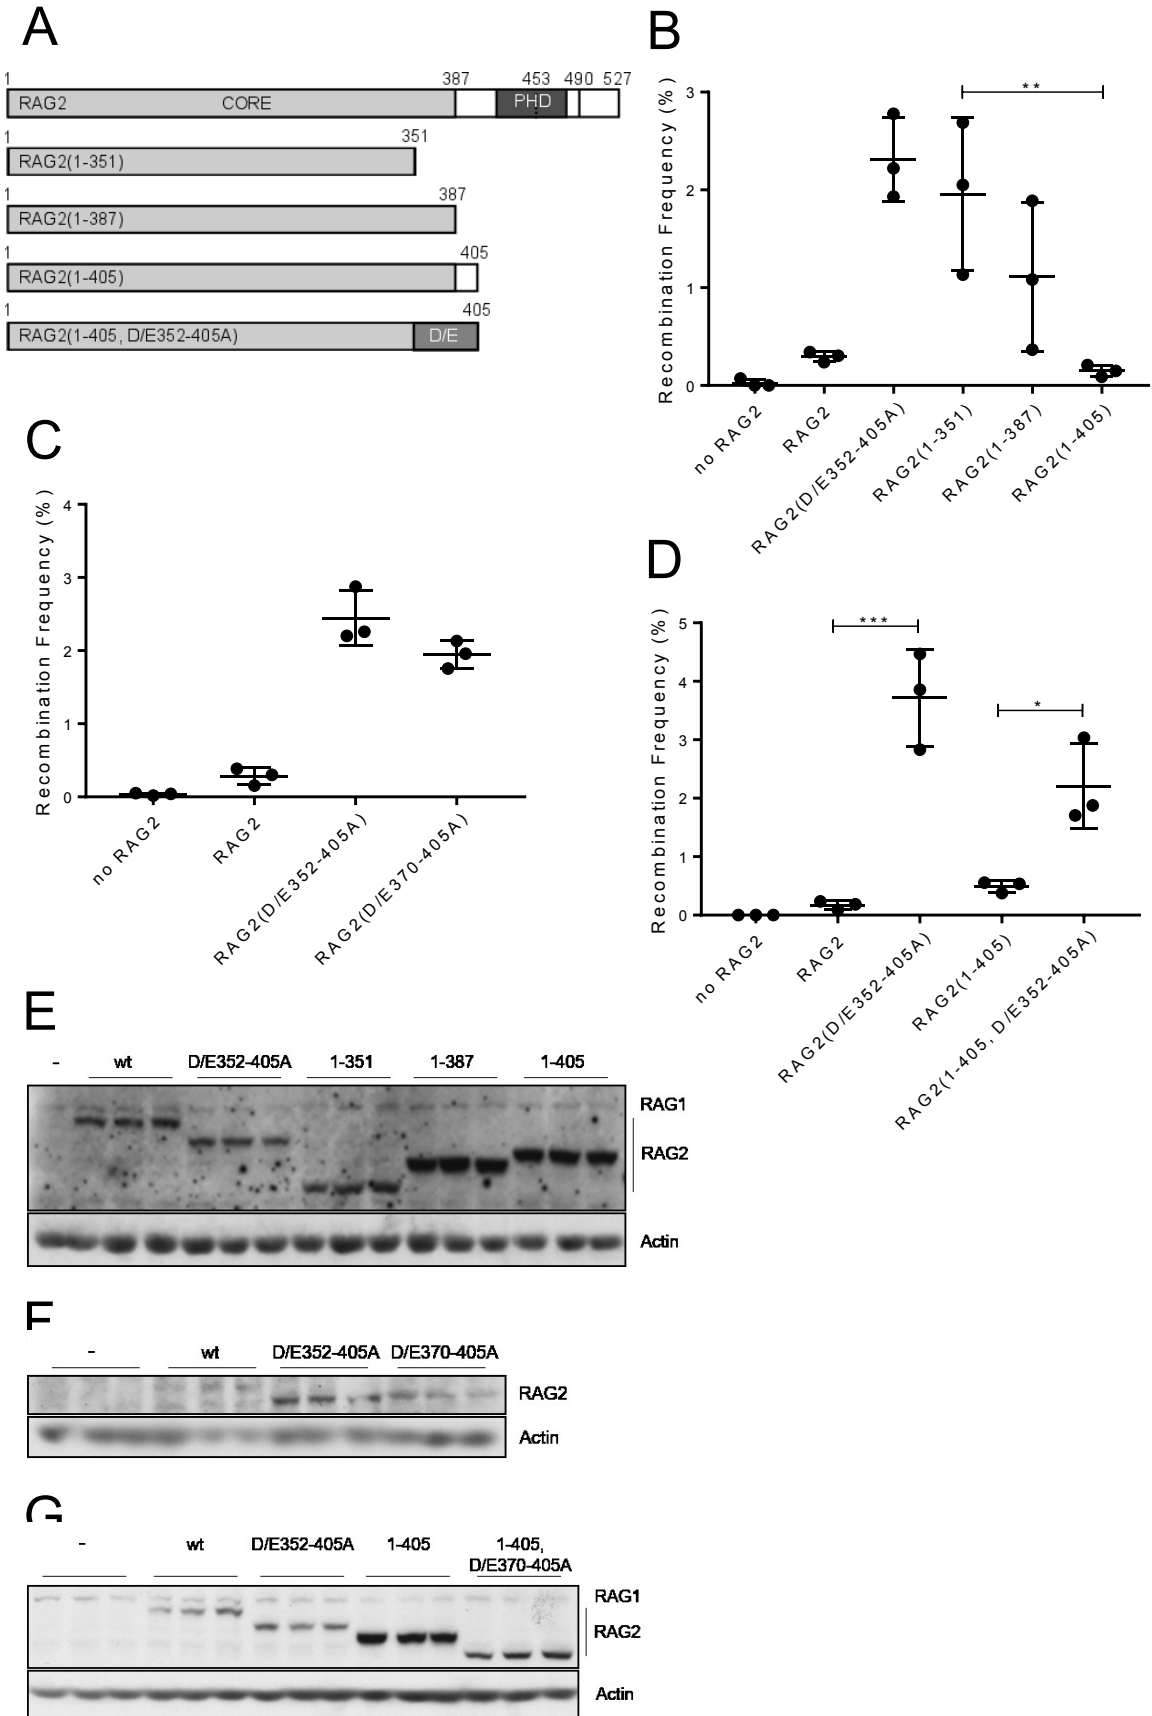 A
1 387 453 490 527
RAG2 CORE PHD
1 351
RAG2(1-351)
1 387
RAG2(1-387)
1 405
RAG2(1-405)
1 405
RAG2(1-405, D/E352-405A) D/E
B
Recombination Frequency (%)
3
2
1
0
**
no RAG2
RAG2
RAG2(D/E352-405A)
RAG2(1-351)
RAG2(1-387)
RAG2(1-405)
C
Recombination Frequency (%)
4
3
2
1
0
no RAG2
RAG2
RAG2(D/E352-405A)
RAG2(D/E370-405A)
D
Recombination Frequency (%)
5
4
3
2
1
0
***
*
no RAG2
RAG2
RAG2(D/E352-405A)
RAG2(1-405)
RAG2(1-405, D/E352-405A)
E
- wt D/E352-405A 1-351 1-387 1-405
RAG1
RAG2
Actin
F
- wt D/E352-405A D/E370-405A
RAG2
Actin
G
- wt D/E352-405A 1-405 1-405,
D/E370-405A
RAG1
RAG2
Actin